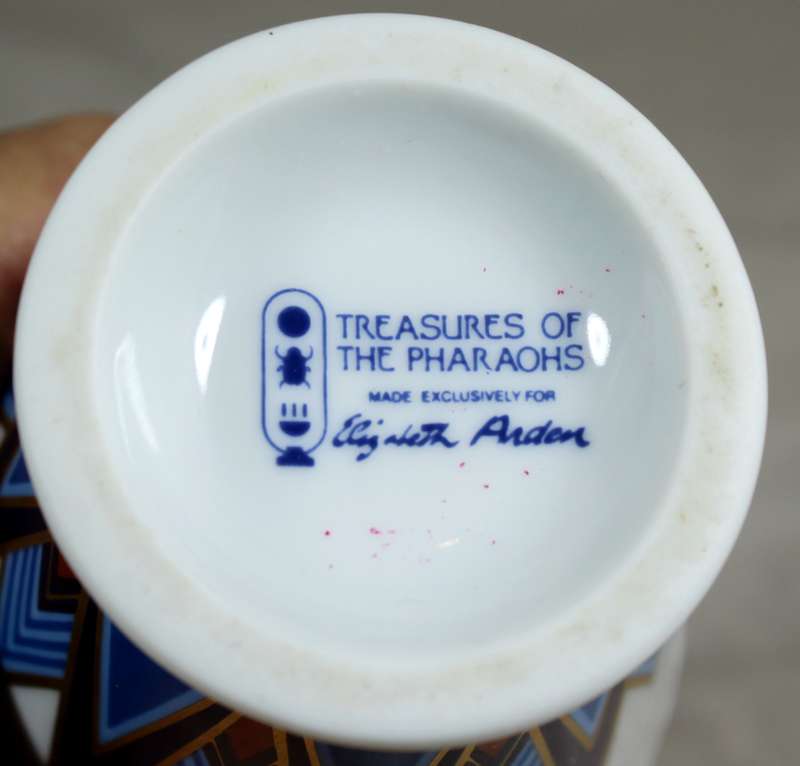 TREASURES OF
THE PHARAOHS
MADE EXCLUSIVELY FOR
Elizabeth Arden